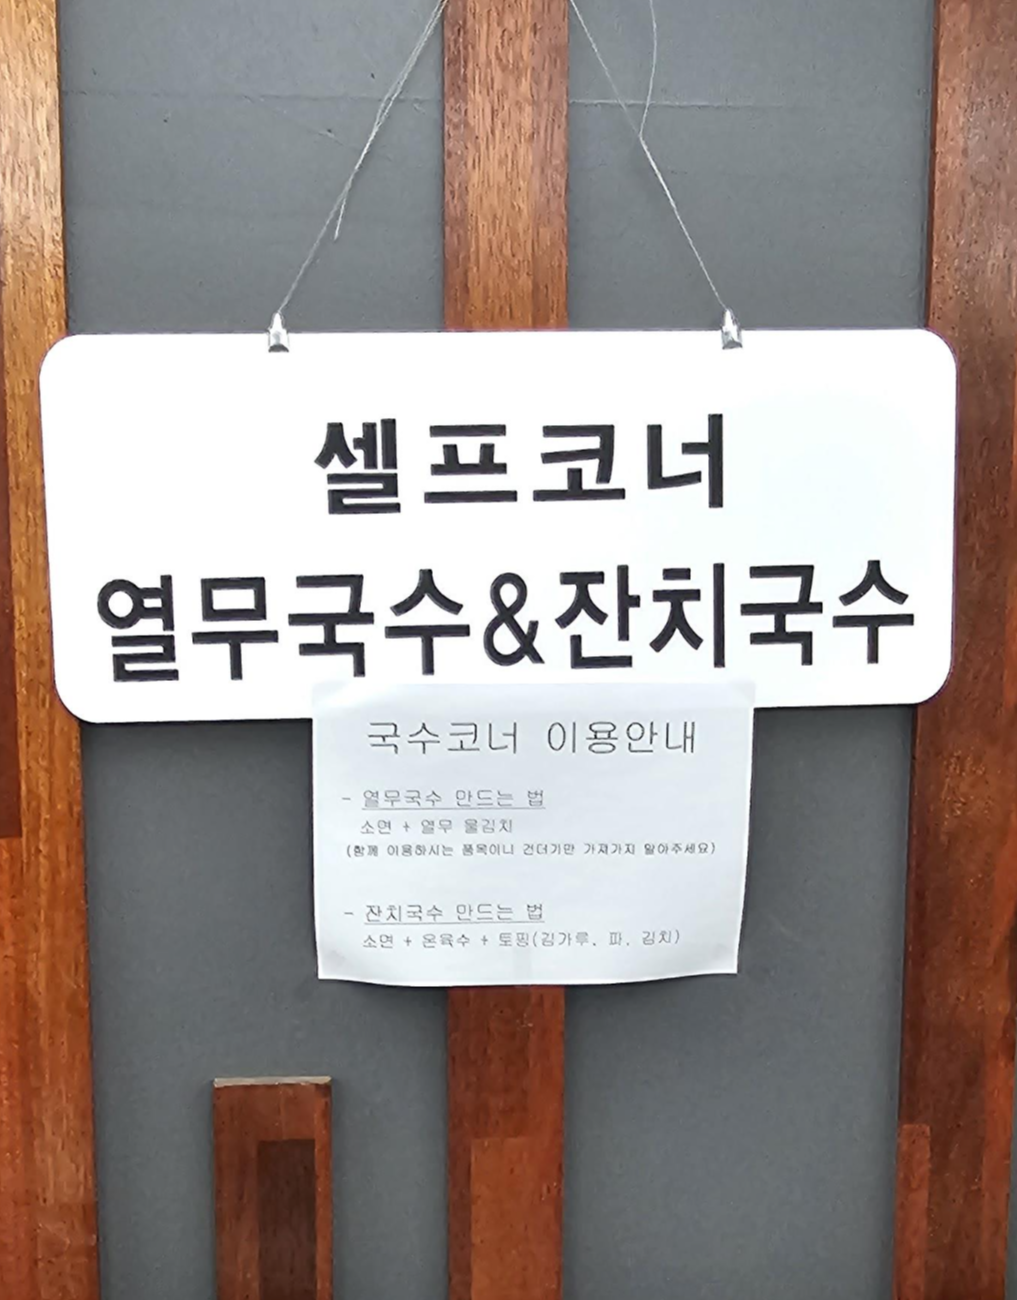 셀프코너
열무국수&잔치국수
국수코너 이용안내
- 열무국수 만드는 법
소면 + 열무 물김치
(함께 이용하시는 품목이니 건더기만 가져가지 말아주세요)
- 잔치국수 만드는 법
소면 + 온육수 + 토핑(김가루, 파, 김치)